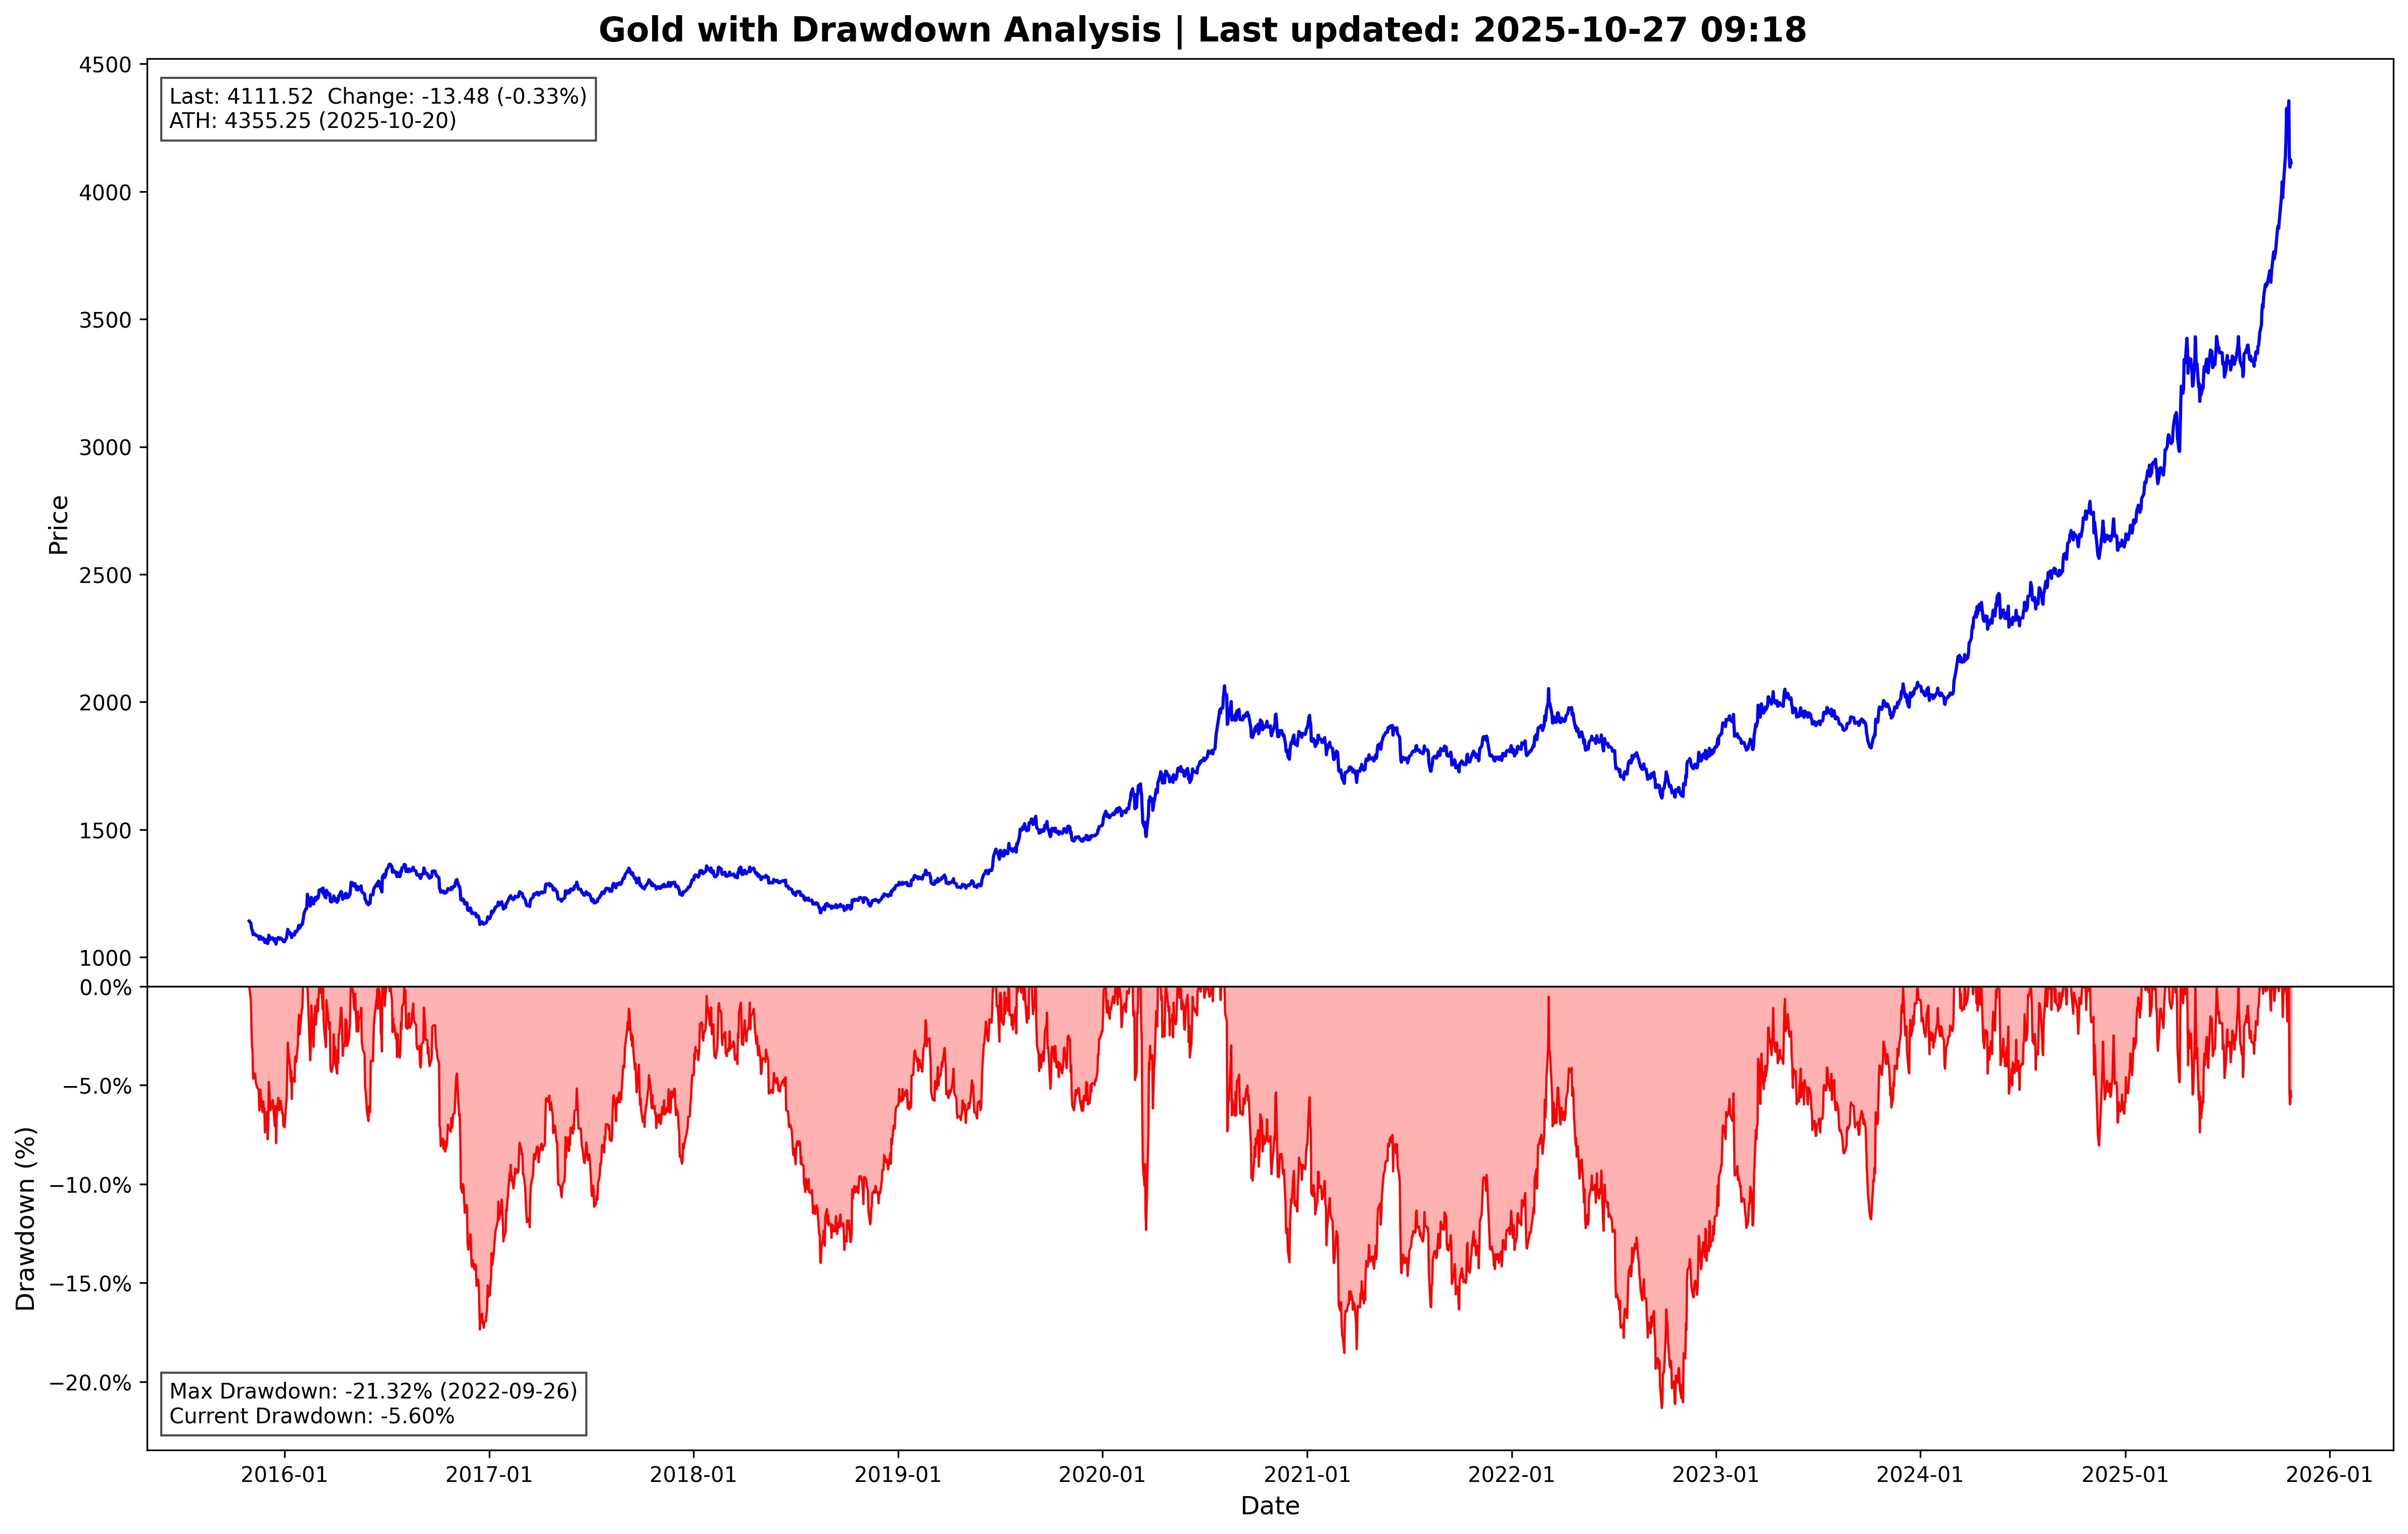 Gold with Drawdown Analysis | Last updated: 2025-10-27 09:18
Last: 4111.52  Change: -13.48 (-0.33%)
ATH: 4355.25 (2025-10-20)
Price
4500
4000
3500
3000
2500
2000
1500
1000
Drawdown (%)
0.0%
−5.0%
−10.0%
−15.0%
−20.0%
Max Drawdown: -21.32% (2022-09-26)
Current Drawdown: -5.60%
2016-01 2017-01 2018-01 2019-01 2020-01 2021-01 2022-01 2023-01 2024-01 2025-01 2026-01
Date